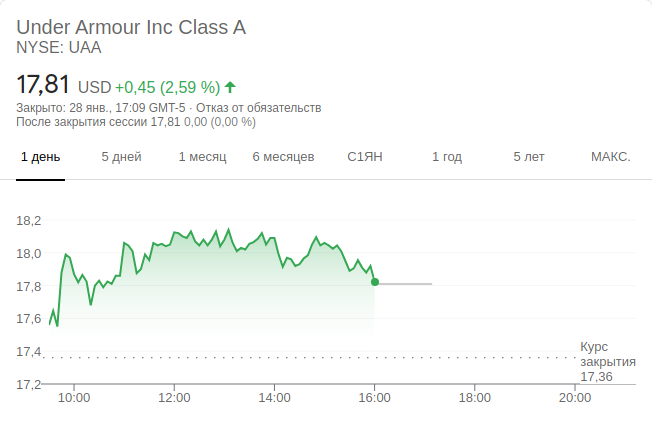 Under Armour Inc Class A
NYSE: UAA
17,81 USD +0,45 (2,59 %)
Закрыто: 28 янв., 17:09 GMT-5 · Отказ от обязательств
После закрытия сессии 17,81 0,00 (0,00 %)
1 день 5 дней 1 месяц 6 месяцев С1ЯН 1 год 5 лет МАКС.
18,2
18,0
17,8
17,6
17,4
17,2
Курс
закрытия
17,36
10:00 12:00 14:00 16:00 18:00 20:00